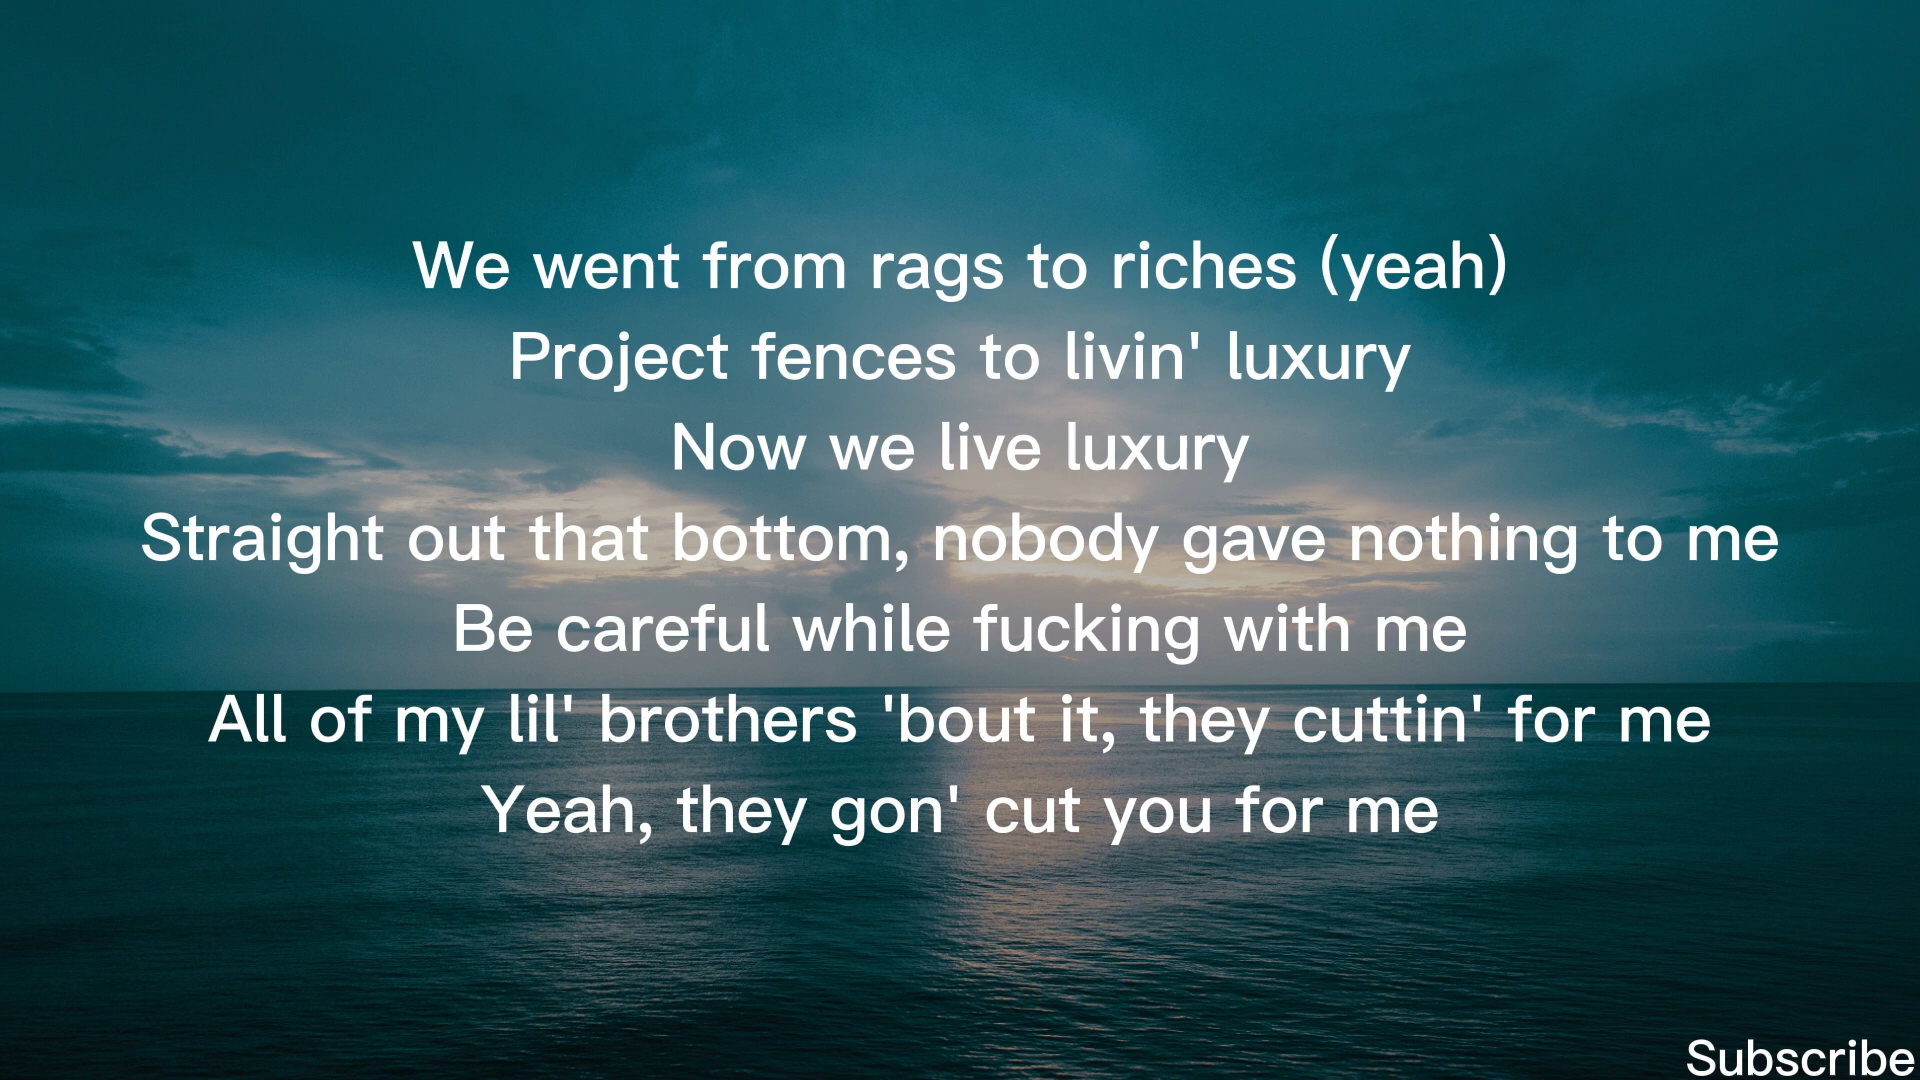 We went from rags to riches (yeah)
Project fences to livin' luxury
Now we live luxury
Straight out that bottom, nobody gave nothing to me
Be careful while fucking with me
All of my lil' brothers 'bout it, they cuttin' for me
Yeah, they gon' cut you for me
Subscribe